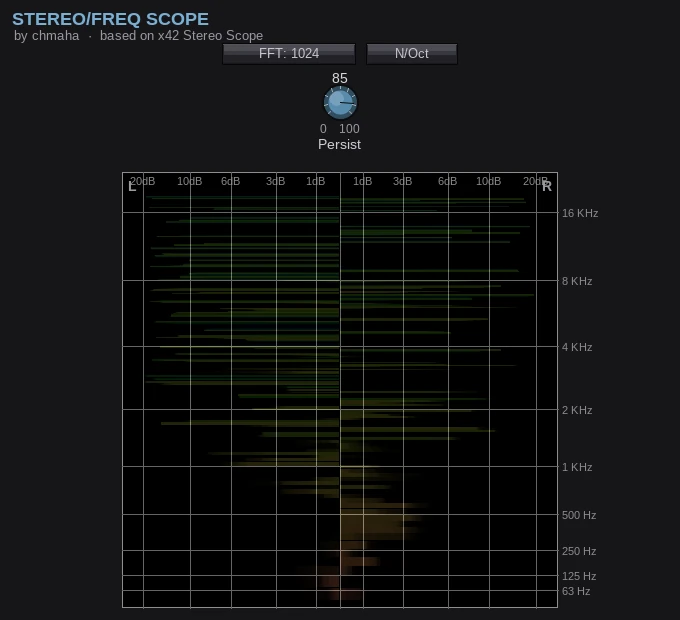 STEREO/FREQ SCOPE
by chmaha · based on x42 Stereo Scope
FFT: 1024 N/Oct
85
0 100
Persist
L 20dB 10dB 6dB 3dB 1dB 1dB 3dB 6dB 10dB 20dB R
16 KHz
8 KHz
4 KHz
2 KHz
1 KHz
500 Hz
250 Hz
125 Hz
63 Hz